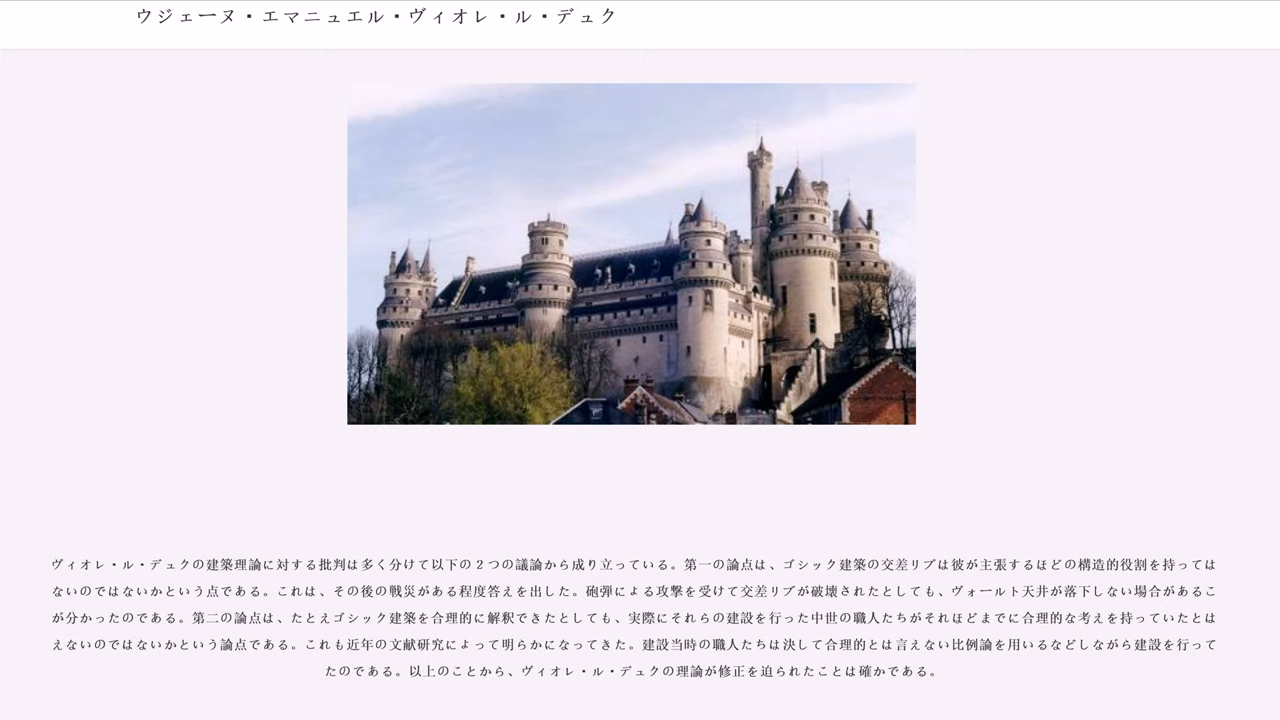 ウジェーヌ・エマニュエル・ヴィオレ・ル・デュク
ヴィオレ・ル・デュクの建築理論に対する批判は多く分けて以下の２つの議論から成り立っている。第一の論点は、ゴシック建築の交差リブは彼が主張するほどの構造的役割を持っては
ないのではないかという点である。これは、その後の戦災がある程度答えを出した。砲弾による攻撃を受けて交差リブが破壊されたとしても、ヴォールト天井が落下しない場合があるこ
が分かったのである。第二の論点は、たとえゴシック建築を合理的に解釈できたとしても、実際にそれらの建設を行った中世の職人たちがそれほどまでに合理的な考えを持っていたとは
えないのではないかという論点である。これも近年の文献研究によって明らかになってきた。建設当時の職人たちは決して合理的とは言えない比例論を用いるなどしながら建設を行って
たのである。以上のことから、ヴィオレ・ル・デュクの理論が修正を迫られたことは確かである。